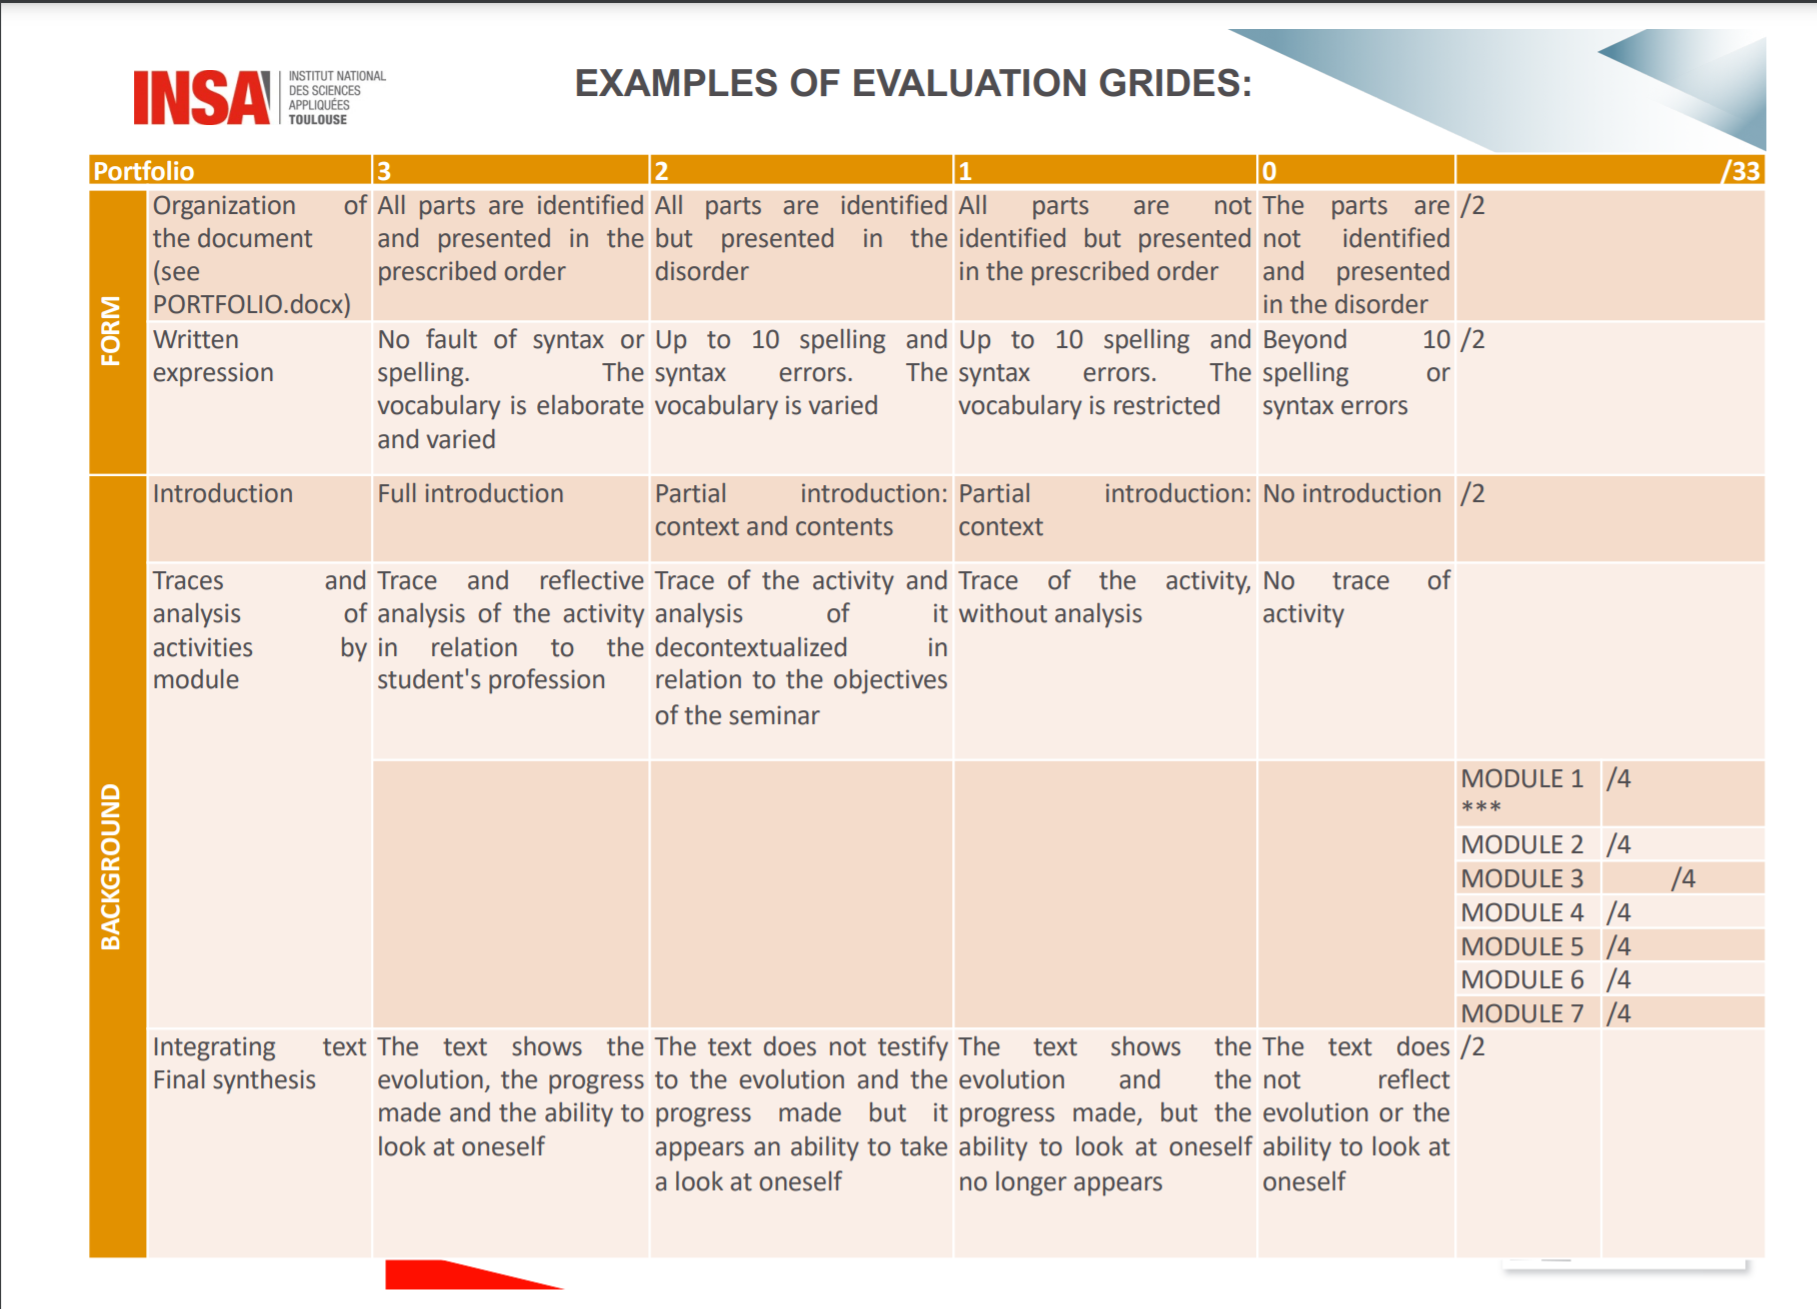 INSA
INSTITUT NATIONAL
DES SCIENCES
APPLIQUÉES
TOULOUSE
EXAMPLES OF EVALUATION GRIDES:
Portfolio 3 2 1 0 /33
FORM
Organization of
the document
(see
PORTFOLIO.docx)
All parts are identified
and presented in the
prescribed order
All parts are identified
but presented in the
disorder
All parts are not
identified but presented
in the prescribed order
The parts are
not identified
and presented
in the disorder
/2
Written
expression
No fault of syntax or
spelling. The
vocabulary is elaborate
and varied
Up to 10 spelling and
syntax errors. The
vocabulary is varied
Up to 10 spelling and
syntax errors. The
vocabulary is restricted
Beyond 10
spelling or
syntax errors
/2
BACKGROUND
Introduction
Full introduction
Partial introduction:
context and contents
Partial introduction:
context
No introduction
/2
Traces and
analysis of
activities by
module
Trace and reflective
analysis of the activity
in relation to the
student's profession
Trace of the activity and
analysis of it
decontextualized in
relation to the objectives
of the seminar
Trace of the activity,
without analysis
No trace of
activity
MODULE 1 /4
***
MODULE 2 /4
MODULE 3 /4
MODULE 4 /4
MODULE 5 /4
MODULE 6 /4
MODULE 7 /4
Integrating text
Final synthesis
The text shows the
evolution, the progress
made and the ability to
look at oneself
The text does not testify
to the evolution and the
progress made but it
appears an ability to take
a look at oneself
The text shows the
evolution and the
progress made, but the
ability to look at oneself
no longer appears
The text does
not reflect
evolution or the
ability to look at
oneself
/2